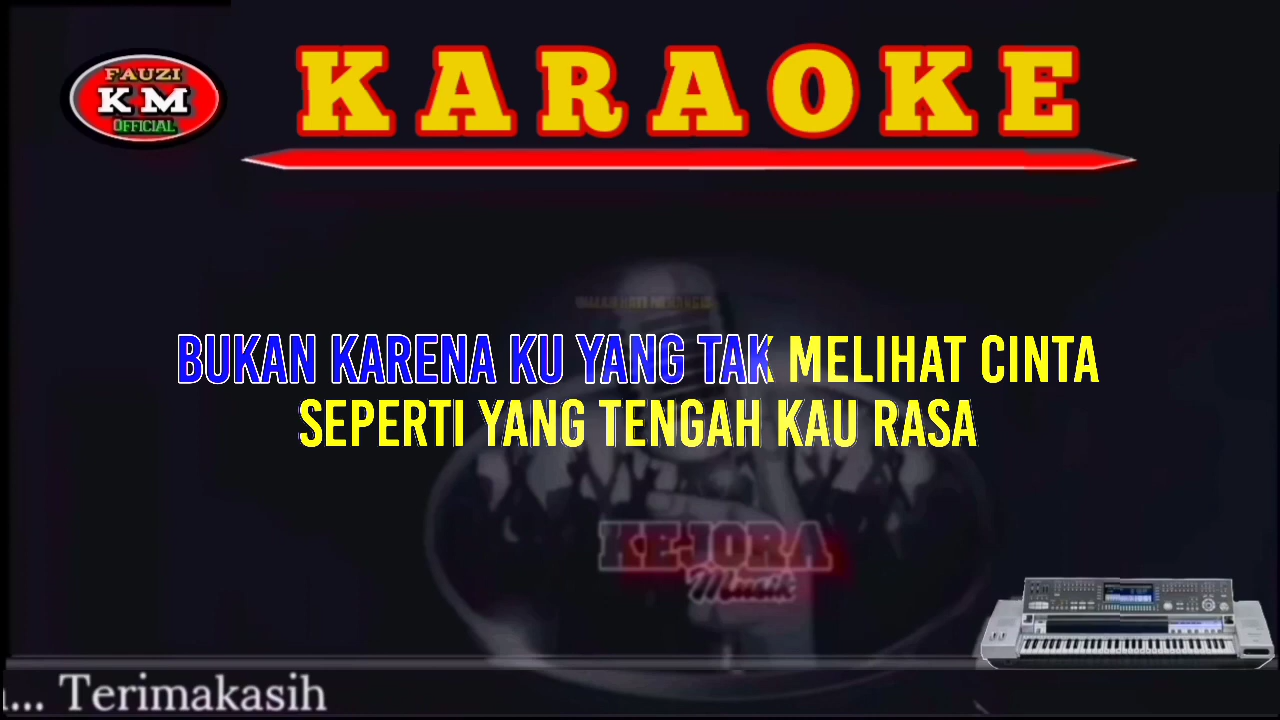 FAUZI
KM
OFFICIAL
KARAOKE
BUKAN KARENA KU YANG TAK MELIHAT CINTA
SEPERTI YANG TENGAH KAU RASA
KEJORA
Musik
... Terimakasih